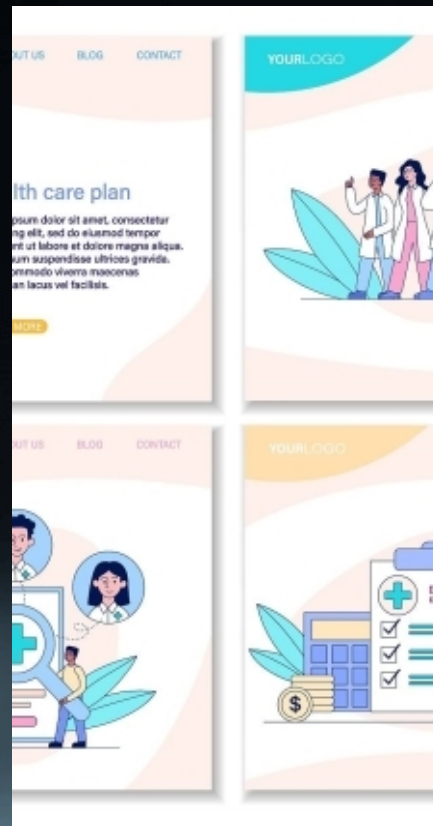 UT US BLOG CONTACT
YOURLOGO
lth care plan
psum dolor sit amet, consectetur
ng elit, sed do eiusmod tempor
nt ut labore et dolore magna aliqua.
um suspendisse ultrices gravida.
ommodo viverra maecenas
an lacus vel facilisis.
MORE
UT US BLOG CONTACT
YOURLOGO
$